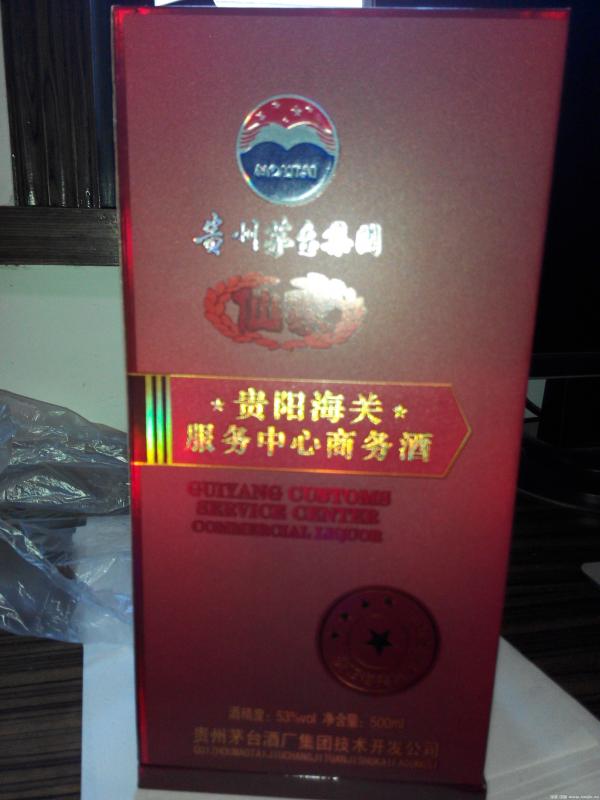 MOUTAI
贵州茅台集团
★ 贵阳海关 ★
服务中心商务酒
GUIYANG CUSTOMS
SERVICE CENTER
COMMERCIAL LIQUOR
酒精度：53%vol 净含量：500ml
贵州茅台酒厂集团技术开发公司